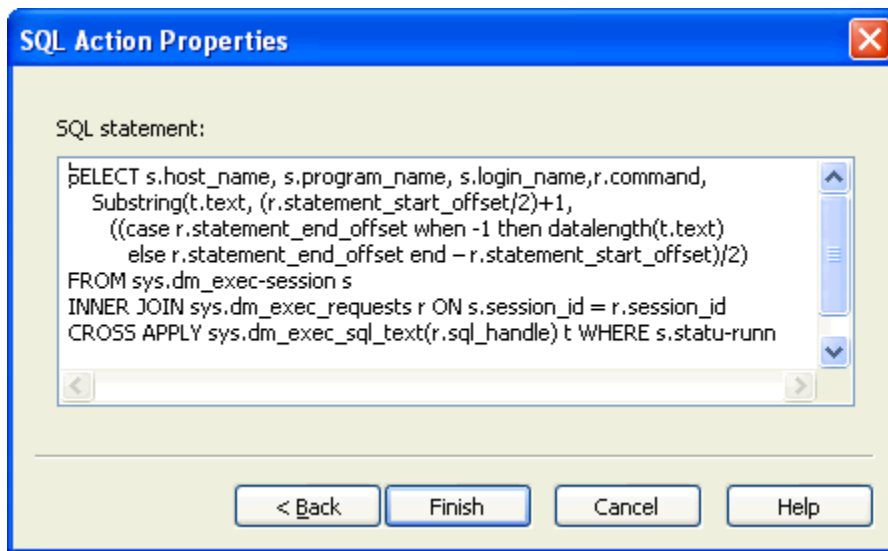 SQL Action Properties
SQL statement:
SELECT s.host_name, s.program_name, s.login_name,r.command,
Substring(t.text, (r.statement_start_offset/2)+1,
((case r.statement_end_offset when -1 then datalength(t.text)
else r.statement_end_offset end – r.statement_start_offset)/2)
FROM sys.dm_exec-session s
INNER JOIN sys.dm_exec_requests r ON s.session_id = r.session_id
CROSS APPLY sys.dm_exec_sql_text(r.sql_handle) t WHERE s.statu-runn
< Back Finish Cancel Help